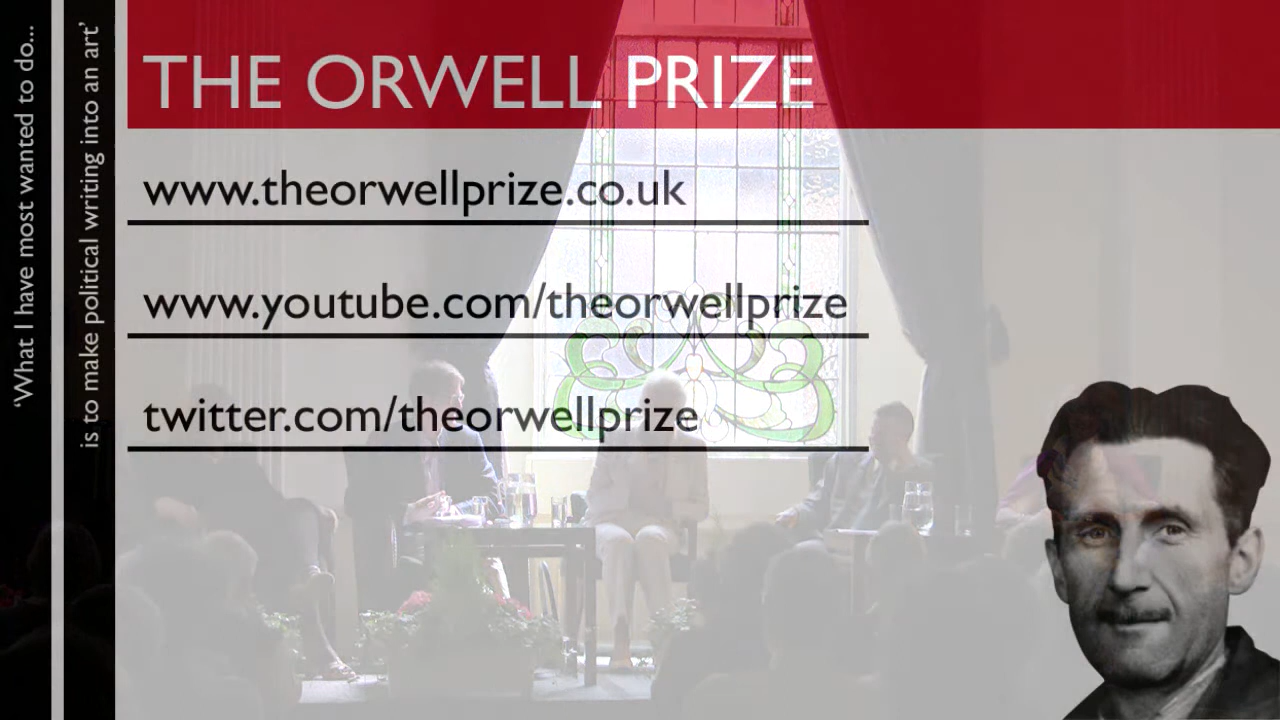 'What I have most wanted to do...
is to make political writing into an art'
THE ORWELL PRIZE
www.theorwellprize.co.uk
www.youtube.com/theorwellprize
twitter.com/theorwellprize